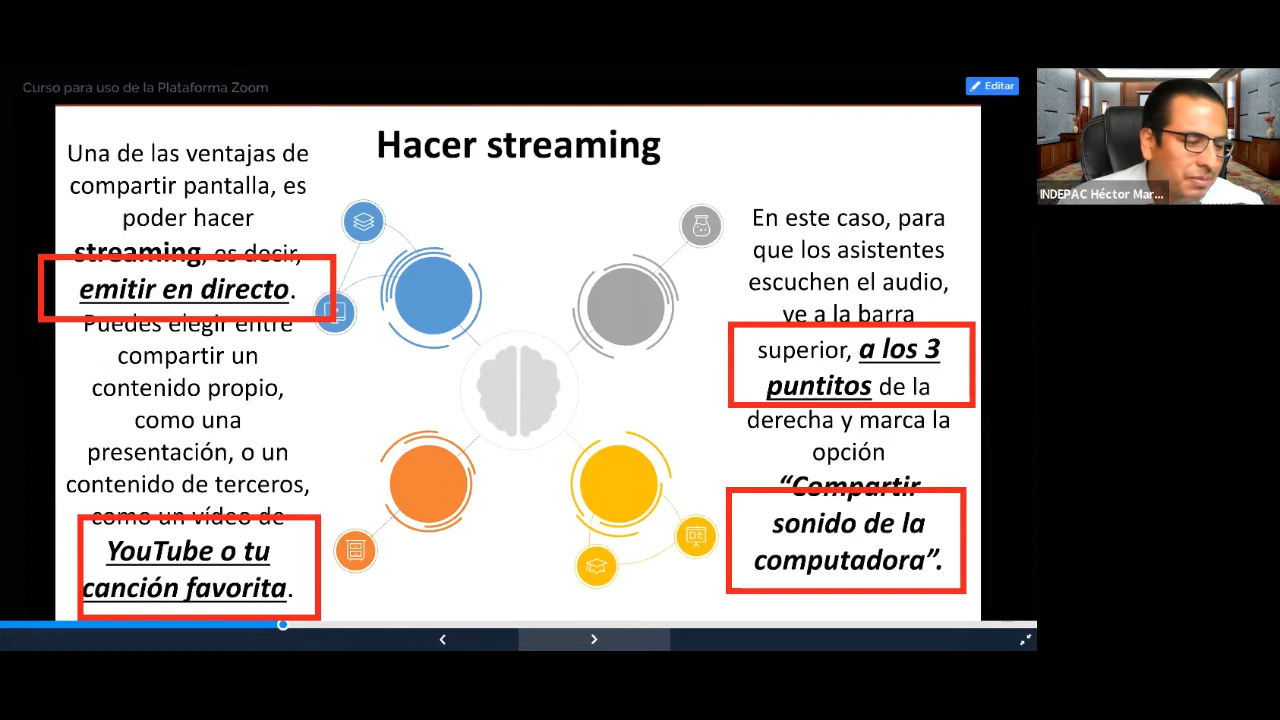 Curso para uso de la Plataforma Zoom
Editar
INDEPAC Héctor Mar...
Hacer streaming
Una de las ventajas de
compartir pantalla, es
poder hacer
streaming, es decir,
emitir en directo.
Puedes elegir entre
compartir un
contenido propio,
como una
presentación, o un
contenido de terceros,
como un vídeo de
YouTube o tu
canción favorita.
En este caso, para
que los asistentes
escuchen el audio,
ve a la barra
superior, a los 3
puntitos de la
derecha y marca la
opción
“Compartir
sonido de la
computadora”.